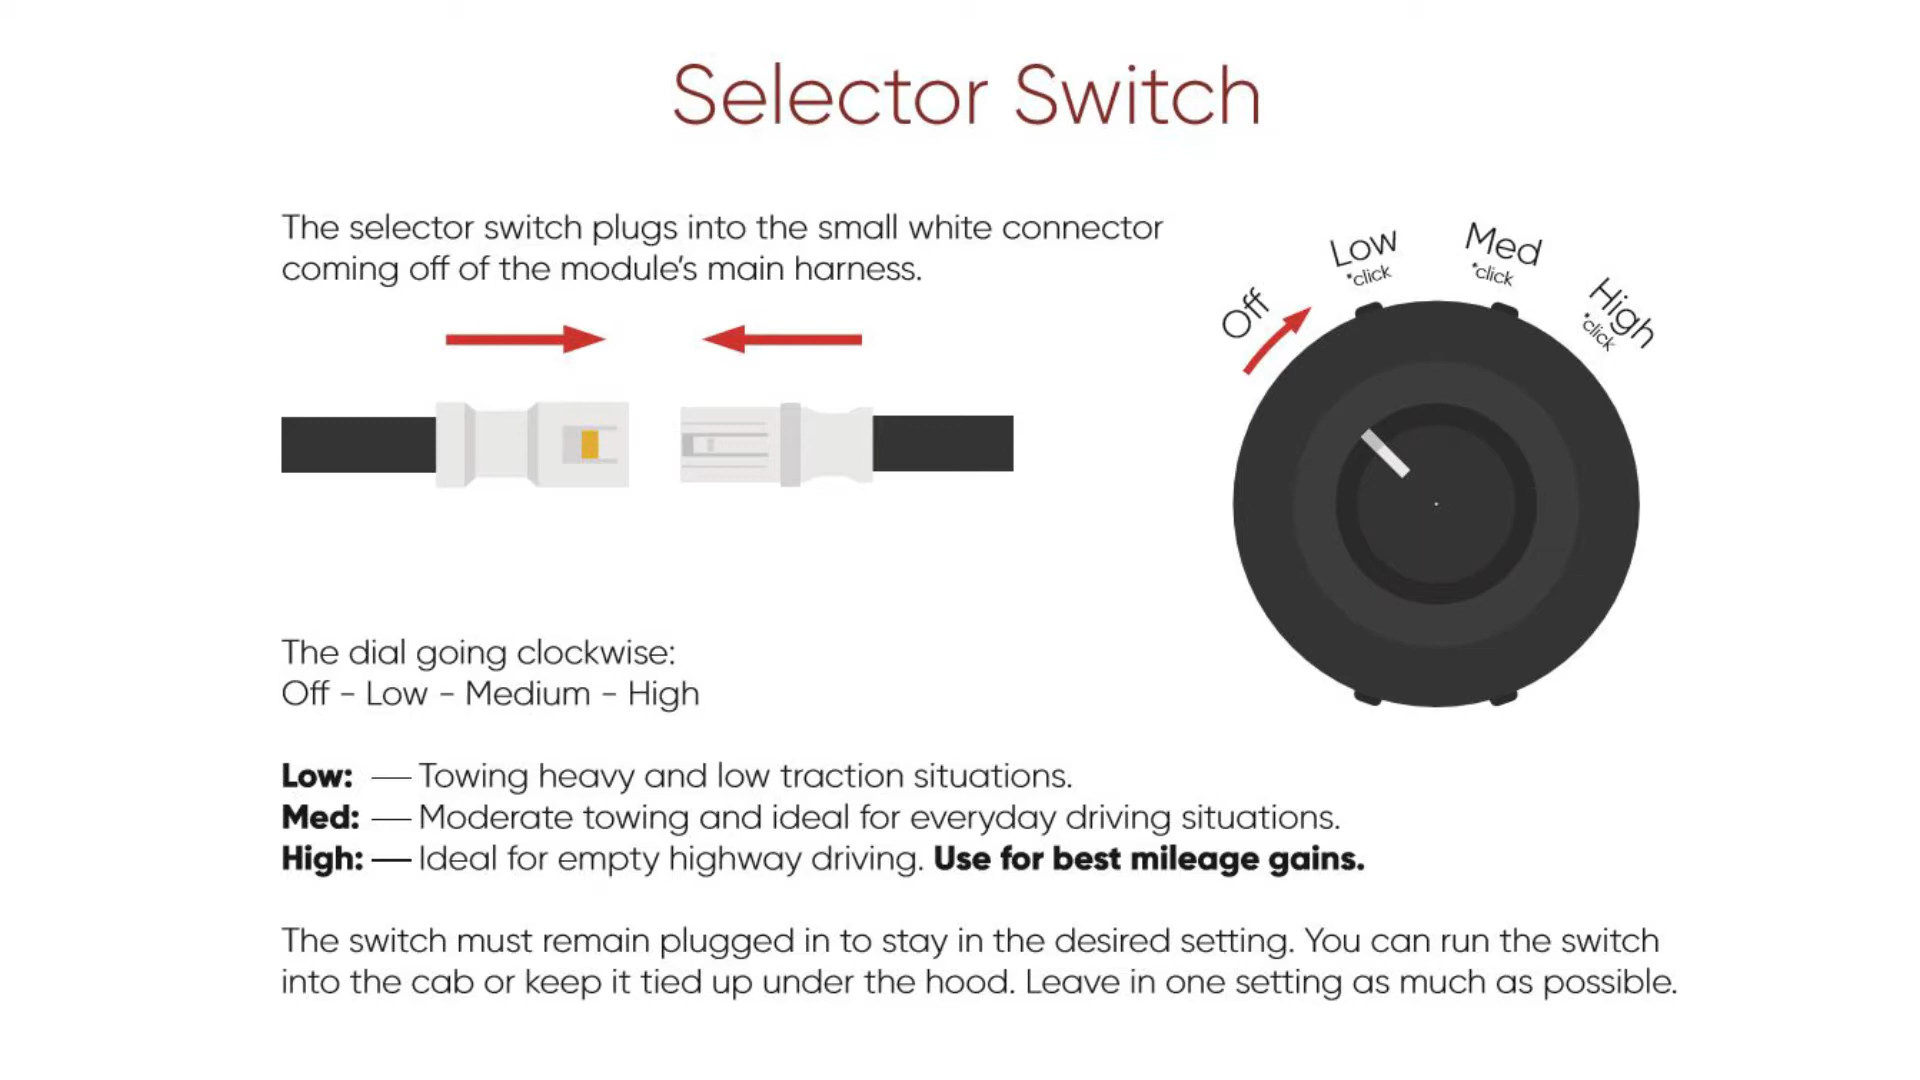 Selector Switch
The selector switch plugs into the small white connector
coming off of the module's main harness.
Off
Low
*click
Med
*click
High
*click
The dial going clockwise:
Off - Low - Medium - High
Low: — Towing heavy and low traction situations.
Med: — Moderate towing and ideal for everyday driving situations.
High: — Ideal for empty highway driving. Use for best mileage gains.
The switch must remain plugged in to stay in the desired setting. You can run the switch
into the cab or keep it tied up under the hood. Leave in one setting as much as possible.